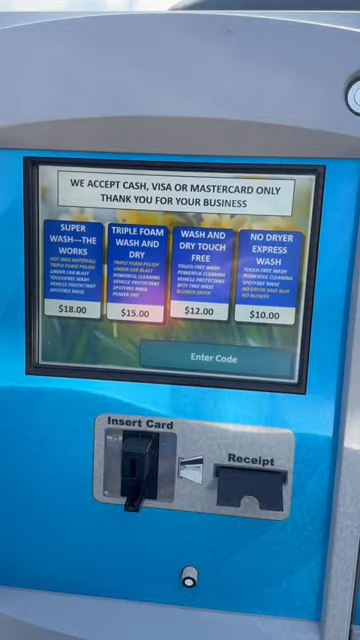 WE ACCEPT CASH, VISA OR MASTERCARD ONLY
THANK YOU FOR YOUR BUSINESS
SUPER
WASH---THE
WORKS
HOT WAX WATERFALL
TRIPLE FOAM POLISH
UNDER CAR BLAST
TOUCHFREE WASH
VEHICLE PROTECTANT
SPOTFREE RINSE
$18.00
TRIPLE FOAM
WASH AND
DRY
TRIPLE FOAM POLISH
UNDER CAR BLAST
POWERFUL CLEANING
VEHICLE PROTECTANT
SPOTFREE RINSE
POWER DRY
$15.00
WASH AND
DRY TOUCH
FREE
TOUCH FREE WASH
POWERFUL CLEANING
VEHICLE PROTECTANT
SPOT FREE RINSE
BLUSHER DRYER
$12.00
NO DRYER
EXPRESS
WASH
TOUCH FREE WASH
POWERFUL CLEANING
SPOTFREE RINSE
NO DRYER SAVE
NO BLOWER
$10.00
Enter Code
Insert Card
Receipt